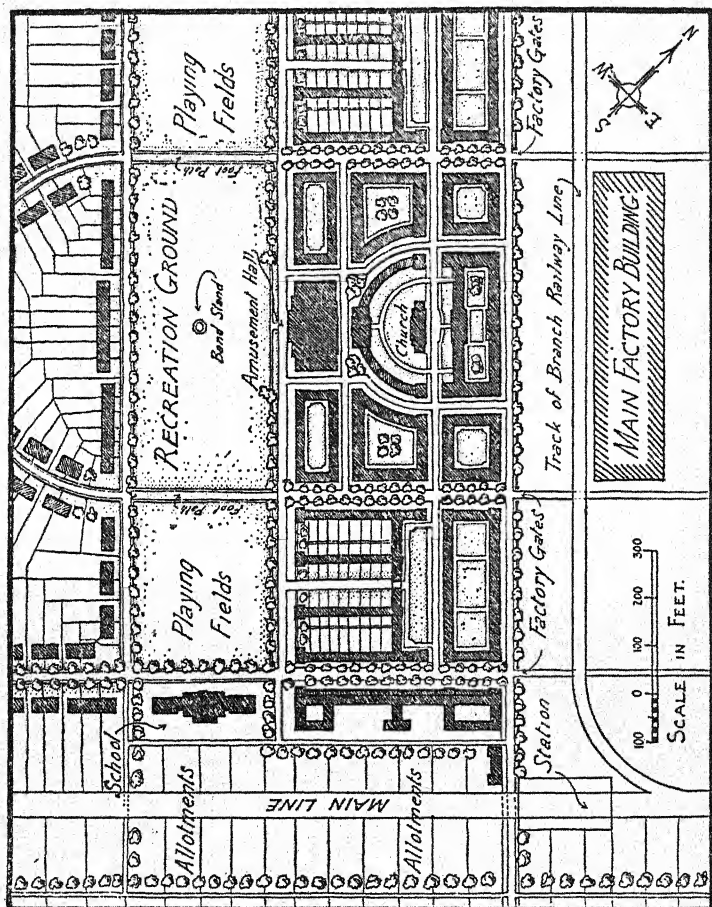 Playing
Fields
Foot Path
RECREATION GROUND
Band Stand
Amusement Hall
Church
Factory Gates
N
W
S
E
Track of Branch Railway Line
MAIN FACTORY BUILDING
Foot Path
Playing
Fields
Factory Gates
100 0 100 200 300
SCALE IN FEET.
School
Allotments
MAIN LINE
Allotments
Station